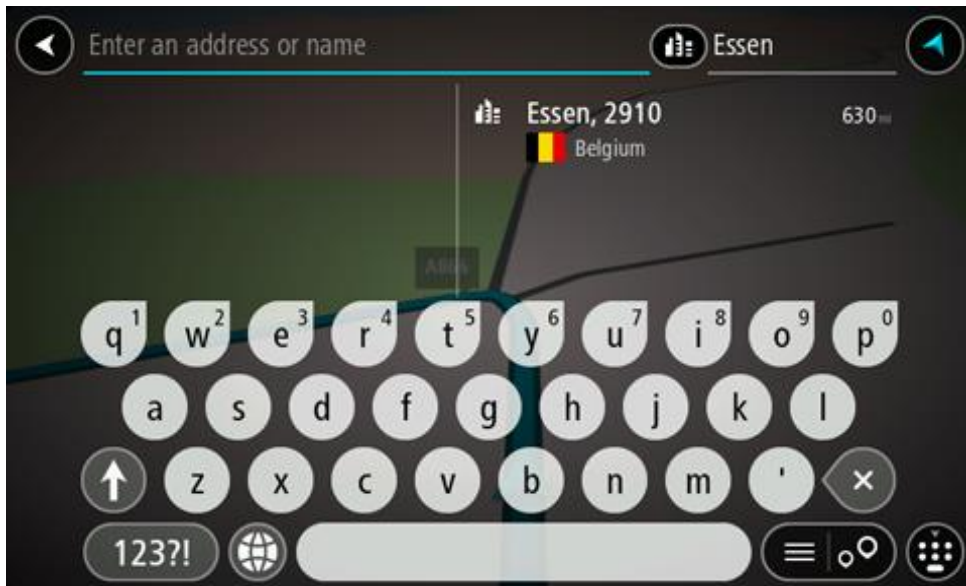 Enter an address or name Essen
Essen, 2910 630 mi
Belgium
q 1 w 2 e 3 r 4 t 5 y 6 u 7 i 8 o 9 p 0
a s d f g h j k l
z x c v b n m '
123?!